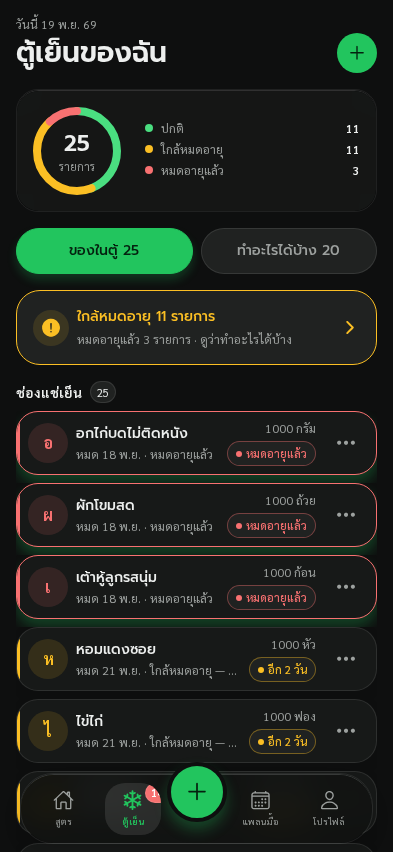 วันนี้ 19 พ.ย. 69
ตู้เย็นของฉัน
25
รายการ
ปกติ 11
ใกล้หมดอายุ 11
หมดอายุแล้ว 3
ของในตู้ 25
ทำอะไรได้บ้าง 20
ใกล้หมดอายุ 11 รายการ
หมดอายุแล้ว 3 รายการ · ดูว่าทำอะไรได้บ้าง
ช่องแช่เย็น 25
อ
อกไก่บดไม่ติดหนัง
1000 กรัม
หมด 18 พ.ย. · หมดอายุแล้ว
หมดอายุแล้ว
ผ
ผักโขมสด
1000 ถ้วย
หมด 18 พ.ย. · หมดอายุแล้ว
หมดอายุแล้ว
เ
เต้าหู้ลูกรสนุ่ม
1000 ก้อน
หมด 18 พ.ย. · หมดอายุแล้ว
หมดอายุแล้ว
ห
หอมแดงซอย
1000 หัว
หมด 21 พ.ย. · ใกล้หมดอายุ — ...
อีก 2 วัน
ไ
ไข่ไก่
1000 ฟอง
หมด 21 พ.ย. · ใกล้หมดอายุ — ...
อีก 2 วัน
สูตร
ตู้เย็น
แพลนมื้อ
โปรไฟล์